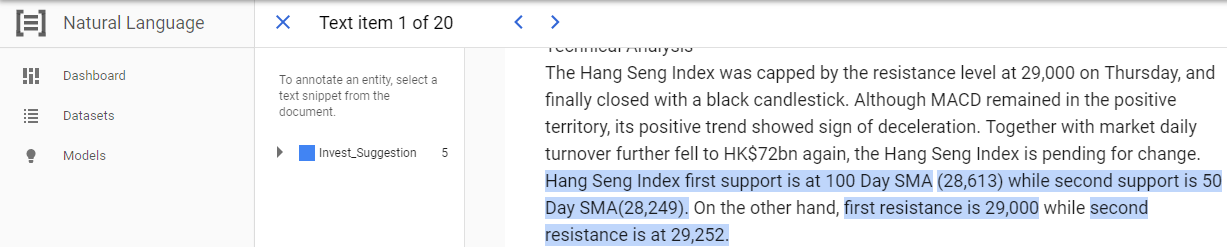 Natural Language
Text item 1 of 20
Dashboard
Datasets
Models
To annotate an entity, select a
text snippet from the
document.
Invest_Suggestion 5
Technical Analysis
The Hang Seng Index was capped by the resistance level at 29,000 on Thursday, and
finally closed with a black candlestick. Although MACD remained in the positive
territory, its positive trend showed sign of deceleration. Together with market daily
turnover further fell to HK$72bn again, the Hang Seng Index is pending for change.
Hang Seng Index first support is at 100 Day SMA (28,613) while second support is 50
Day SMA(28,249). On the other hand, first resistance is 29,000 while second
resistance is at 29,252.